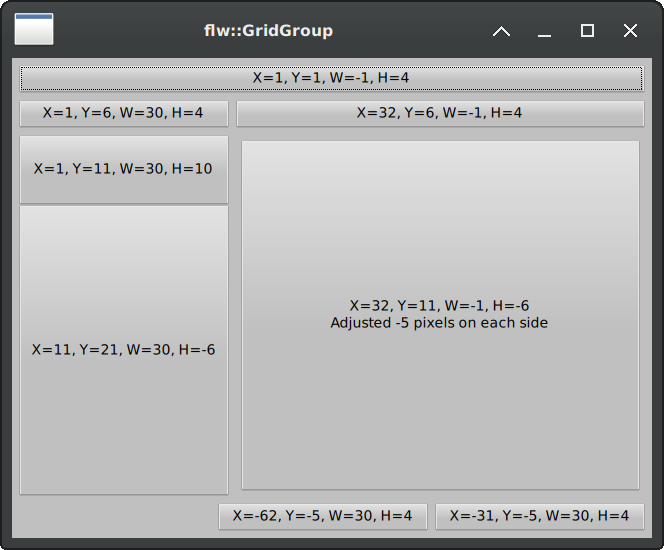 flw::GridGroup
X=1, Y=1, W=-1, H=4
X=1, Y=6, W=30, H=4
X=32, Y=6, W=-1, H=4
X=1, Y=11, W=30, H=10
X=32, Y=11, W=-1, H=-6
Adjusted -5 pixels on each side
X=11, Y=21, W=30, H=-6
X=-62, Y=-5, W=30, H=4
X=-31, Y=-5, W=30, H=4